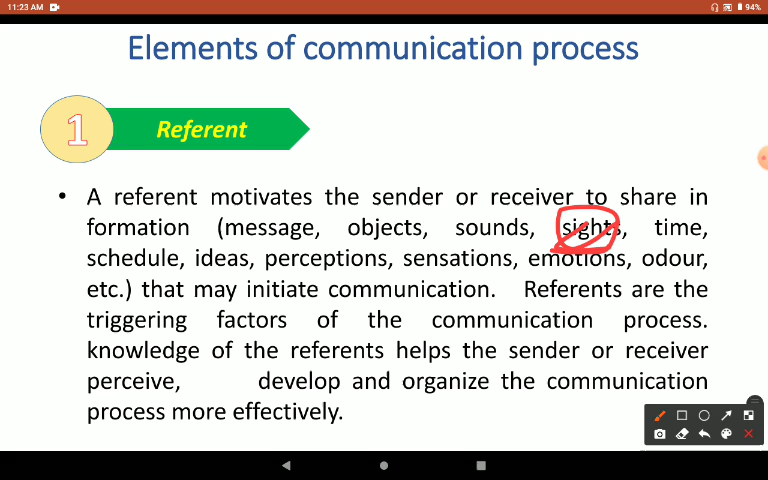 11:23 AM
94%
Elements of communication process
1
Referent
• A referent motivates the sender or receiver to share in
formation (message, objects, sounds, sights, time,
schedule, ideas, perceptions, sensations, emotions, odour,
etc.) that may initiate communication. Referents are the
triggering factors of the communication process.
knowledge of the referents helps the sender or receiver
perceive, develop and organize the communication
process more effectively.